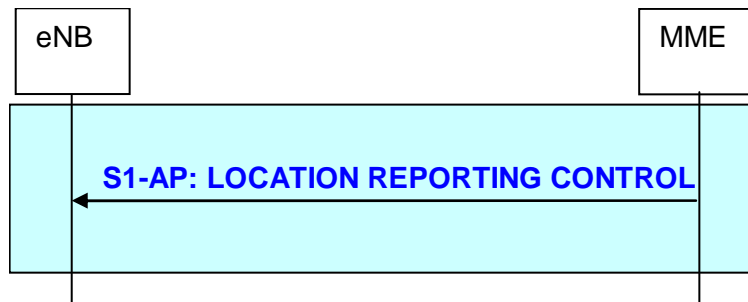 eNB
MME
S1-AP: LOCATION REPORTING CONTROL